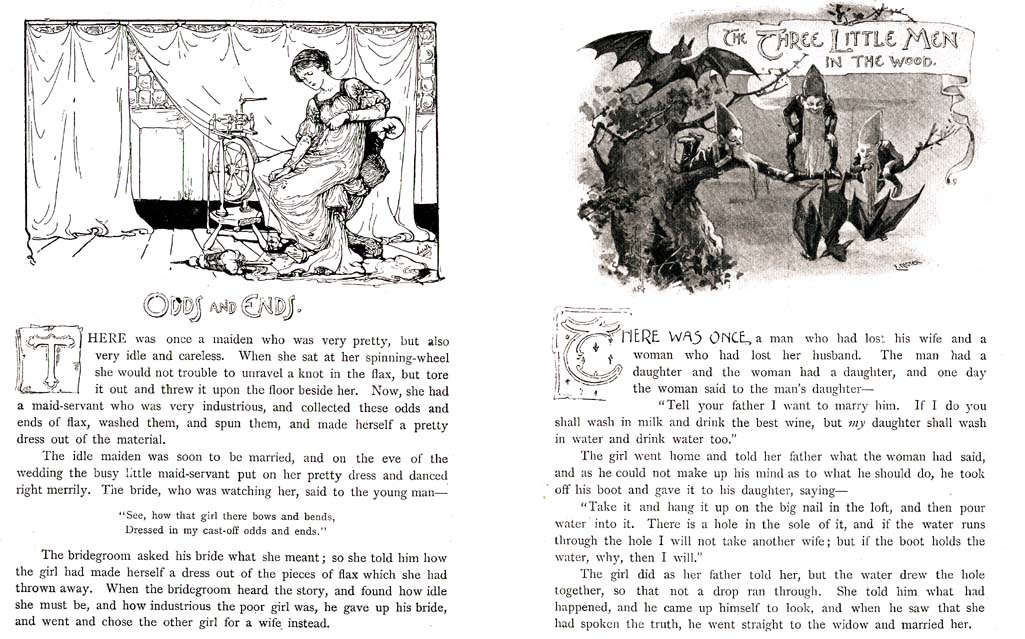 ODDS AND ENDS.
THERE was once a maiden who was very pretty, but also
very idle and careless. When she sat at her spinning-wheel
she would not trouble to unravel a knot in the flax, but tore
it out and threw it upon the floor beside her. Now, she had
a maid-servant who was very industrious, and collected these odds and
ends of flax, washed them, and spun them, and made herself a pretty
dress out of the material.
The idle maiden was soon to be married, and on the eve of the
wedding the busy little maid-servant put on her pretty dress and danced
right merrily. The bride, who was watching her, said to the young man—
"See, how that girl there bows and bends,
Dressed in my cast-off odds and ends."
The bridegroom asked his bride what she meant; so she told him how
the girl had made herself a dress out of the pieces of flax which she had
thrown away. When the bridegroom heard the story, and found how idle
she must be, and how industrious the poor girl was, he gave up his bride,
and went and chose the other girl for a wife instead.
THE THREE LITTLE MEN
IN THE WOOD.
THERE WAS ONCE, a man who had lost his wife and a
woman who had lost her husband. The man had a
daughter and the woman had a daughter, and one day
the woman said to the man's daughter—
"Tell your father I want to marry him. If I do you
shall wash in milk and drink the best wine, but my daughter shall wash
in water and drink water too."
The girl went home and told her father what the woman had said,
and as he could not make up his mind as to what he should do, he took
off his boot and gave it to his daughter, saying—
"Take it and hang it up on the big nail in the loft, and then pour
water into it. There is a hole in the sole of it, and if the water runs
through the hole I will not take another wife; but if the boot holds the
water, why, then I will."
The girl did as her father told her, but the water drew the hole
together, so that not a drop ran through. She told him what had
happened, and he came up himself to look, and when he saw that she
had spoken the truth, he went straight to the widow and married her.